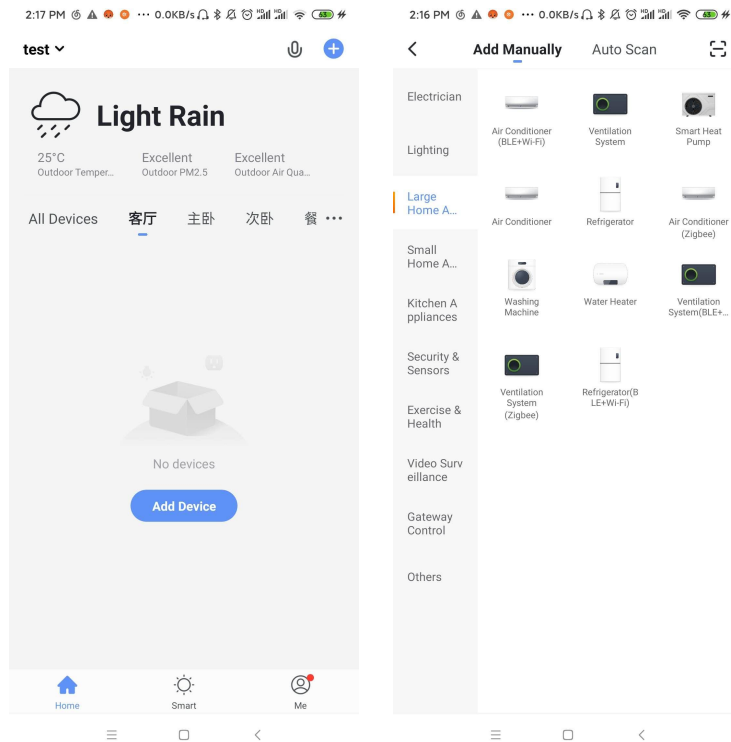 2:17 PM
0.0KB/s
HD
HD
63
test
Light Rain
25°C
Excellent
Excellent
Outdoor Temper...
Outdoor PM2.5
Outdoor Air Qua...
All Devices
客厅
主卧
次卧
餐
No devices
Add Device
Home
Smart
Me
2:16 PM
0.0KB/s
HD
HD
63
Add Manually
Auto Scan
Electrician
Lighting
Large
Home A...
Small
Home A...
Kitchen A
ppliances
Security &
Sensors
Exercise &
Health
Video Surv
eillance
Gateway
Control
Others
Air Conditioner
(BLE+Wi-Fi)
Ventilation
System
Smart Heat
Pump
Air Conditioner
Refrigerator
Air Conditioner
(Zigbee)
Washing
Machine
Water Heater
Ventilation
System(BLE+...
Ventilation
System
(Zigbee)
Refrigerator(B
LE+Wi-Fi)